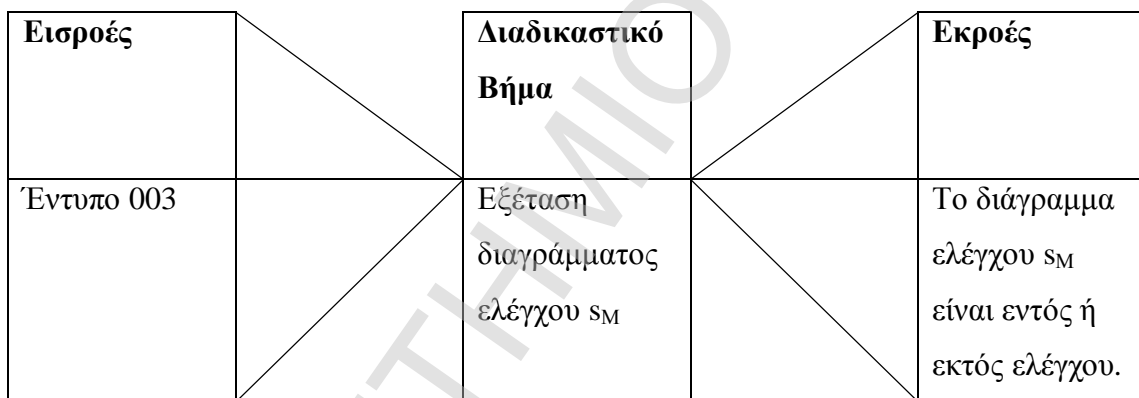 Εισροές
Διαδικαστικό
Βήμα
Εκροές
Έντυπο 003
Εξέταση
διαγράμματος
ελέγχου sM
Το διάγραμμα
ελέγχου sM
είναι εντός ή
εκτός ελέγχου.